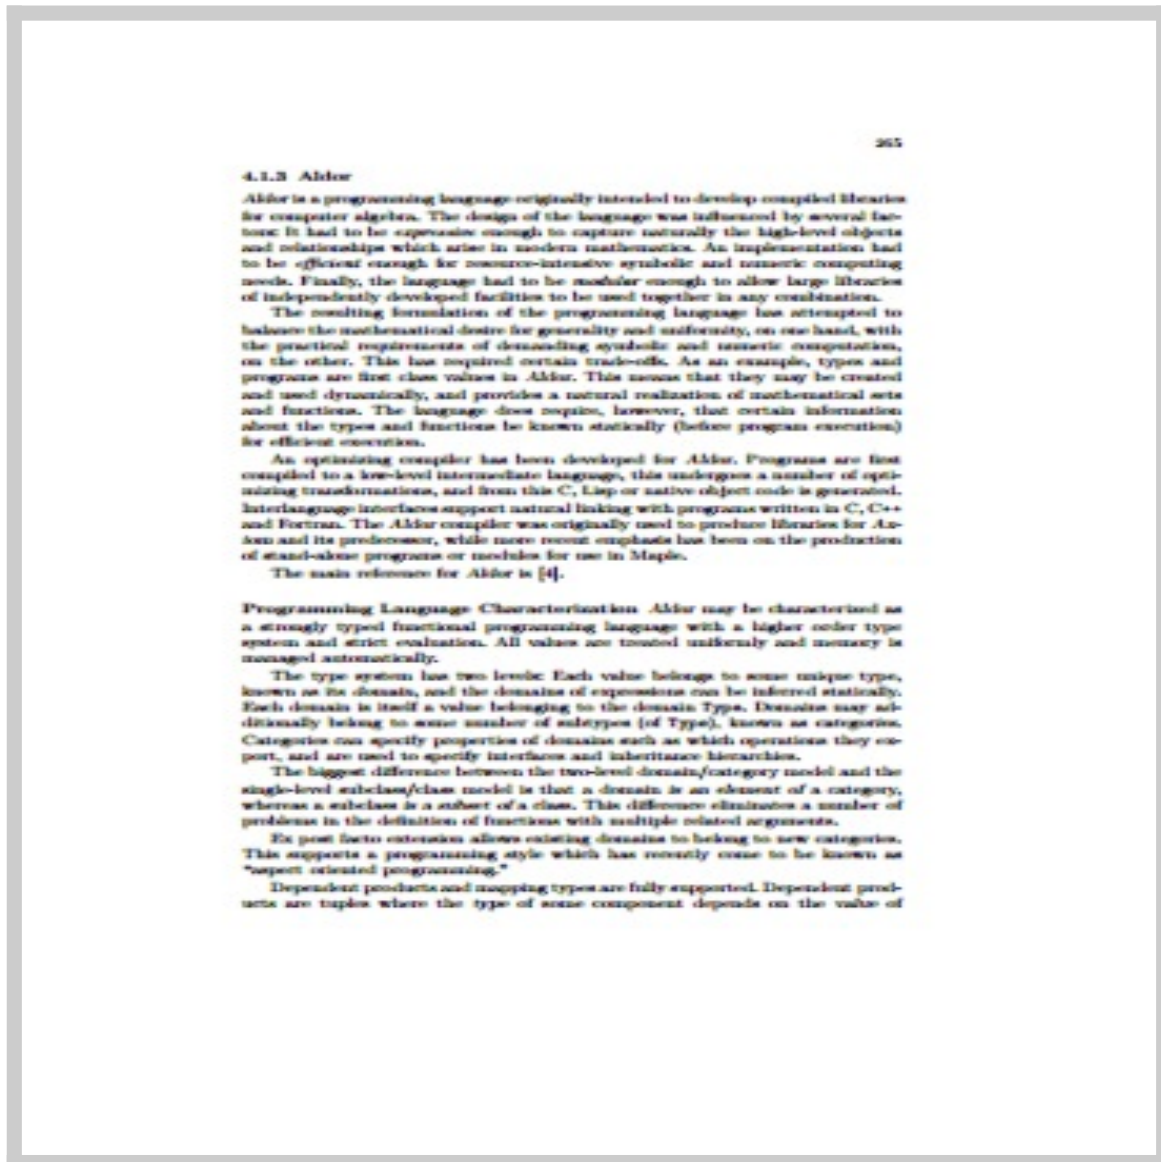 265
4.1.3 Aldor
Aldor is a programming language originally intended to develop compiled libraries
for computer algebra. The design of the language was influenced by several fac-
tors: It had to be expressive enough to capture naturally the high-level objects
and relationships which arise in modern mathematics. An implementation had
to be efficient enough for resource-intensive symbolic and numeric computing
needs. Finally, the language had to be modular enough to allow large libraries
of independently developed facilities to be used together in any combination.
The resulting formulation of the programming language has attempted to
balance the mathematical desire for generality and uniformity, on one hand, with
the practical requirements of demanding symbolic and numeric computation,
on the other. This has required certain trade-offs. As an example, types and
programs are first class values in Aldor. This means that they may be created
and used dynamically, and provides a natural realization of mathematical sets
and functions. The language does require, however, that certain information
about the types and functions be known statically (before program execution)
for efficient execution.
An optimizing compiler has been developed for Aldor. Programs are first
compiled to a low-level intermediate language, this undergoes a number of opti-
mizing transformations, and from this C, Lisp or native object code is generated.
Interlanguage interfaces support natural linking with programs written in C, C++
and Fortran. The Aldor compiler was originally used to produce libraries for Ax-
iom and its predecessor, while more recent emphasis has been on the production
of stand-alone programs or modules for use in Maple.
The main reference for Aldor is [4].
Programming Language Characterization Aldor may be characterized as
a strongly typed functional programming language with a higher order type
system and strict evaluation. All values are treated uniformly and memory is
managed automatically.
The type system has two levels: Each value belongs to some unique type,
known as its domain, and the domains of expressions can be inferred statically.
Each domain is itself a value belonging to the domain Type. Domains may ad-
ditionally belong to some number of subtypes (of Type), known as categories.
Categories can specify properties of domains such as which operations they ex-
port, and are used to specify interfaces and inheritance hierarchies.
The biggest difference between the two-level domain/category model and the
single-level subclass/class model is that a domain is an element of a category,
whereas a subclass is a subset of a class. This difference eliminates a number of
problems in the definition of functions with multiple related arguments.
Ex post facto extension allows existing domains to belong to new categories.
This supports a programming style which has recently come to be known as
"aspect oriented programming."
Dependent products and mapping types are fully supported. Dependent prod-
ucts are tuples where the type of some component depends on the value of